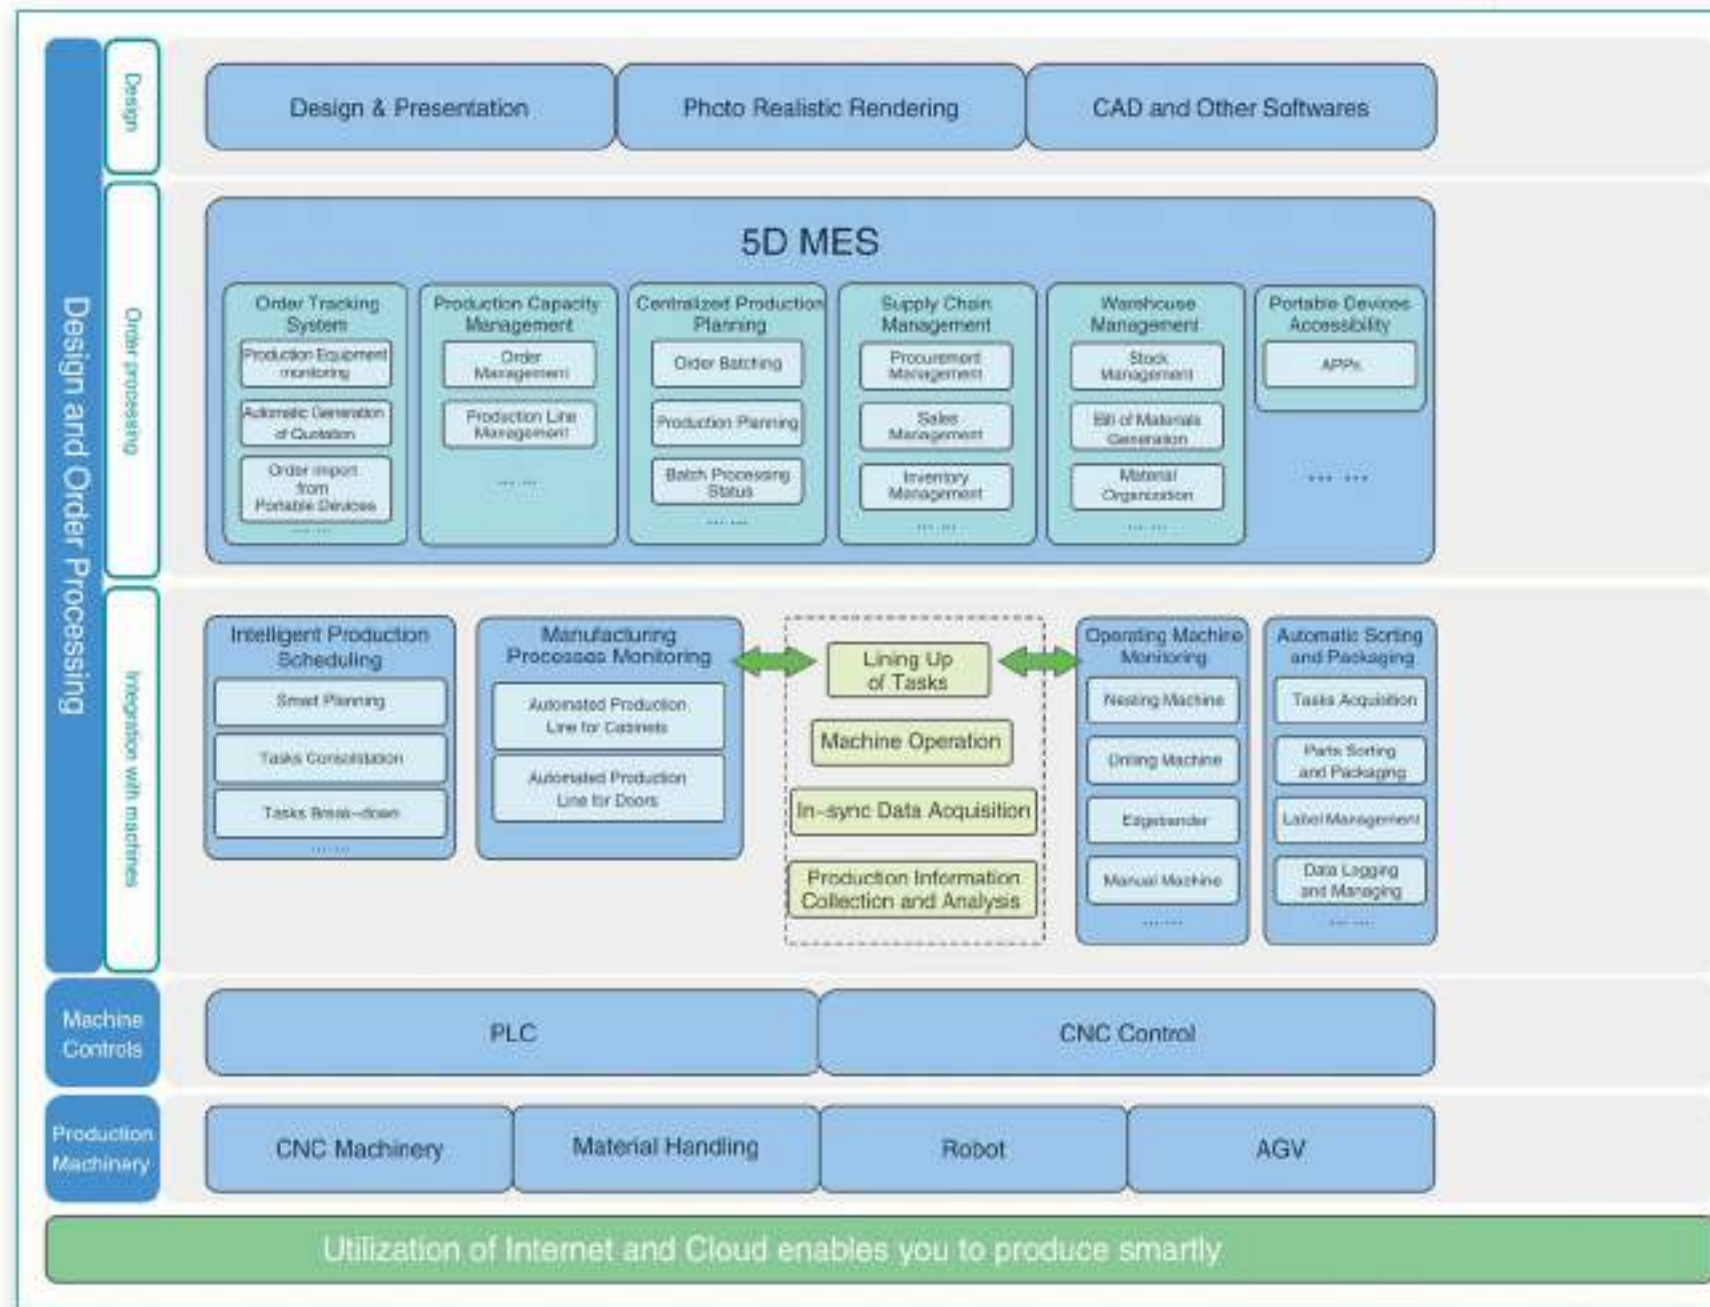 Design and Order Processing
Design
Design & Presentation
Photo Realistic Rendering
CAD and Other Softwares
Order processing
5D MES
Order Tracking
System
Production Equipment
monitoring
Automatic Generation
of Quotation
Order import
from
Portable Devices
... ...
Production Capacity
Management
Order
Management
Production Line
Management
... ...
Centralized Production
Planning
Order Batching
Production Planning
Batch Processing
Status
... ...
Supply Chain
Management
Procurement
Management
Sales
Management
Inventory
Management
... ...
Warehouse
Management
Stock
Management
Bill of Materials
Generation
Material
Organization
... ...
Portable Devices
Accessibility
APPs
... ...
Integration with machines
Intelligent Production
Scheduling
Smart Planning
Tasks
Tasks Break-down
... ...
Manufacturing
Processes Monitoring
Automated Production
Line for Cabinets
Automated Production
Line for Doors
Lining Up
of Tasks
Machine Operation
In-sync Data Acquisition
Production Information
Collection and Analysis
Operating Machine
Monitoring
Nesting Machine
Drilling Machine
Manual Machine
... ...
Automatic Sorting
and Packaging
Tasks Acquisition
Parts Sorting
and Packaging
Label Management
Data Logging
and Managing
... ...
Machine
Controls
PLC
CNC Control
Production
Machinery
CNC Machinery
Material Handling
Robot
AGV
Utilization of Internet and Cloud enables you to produce smartly